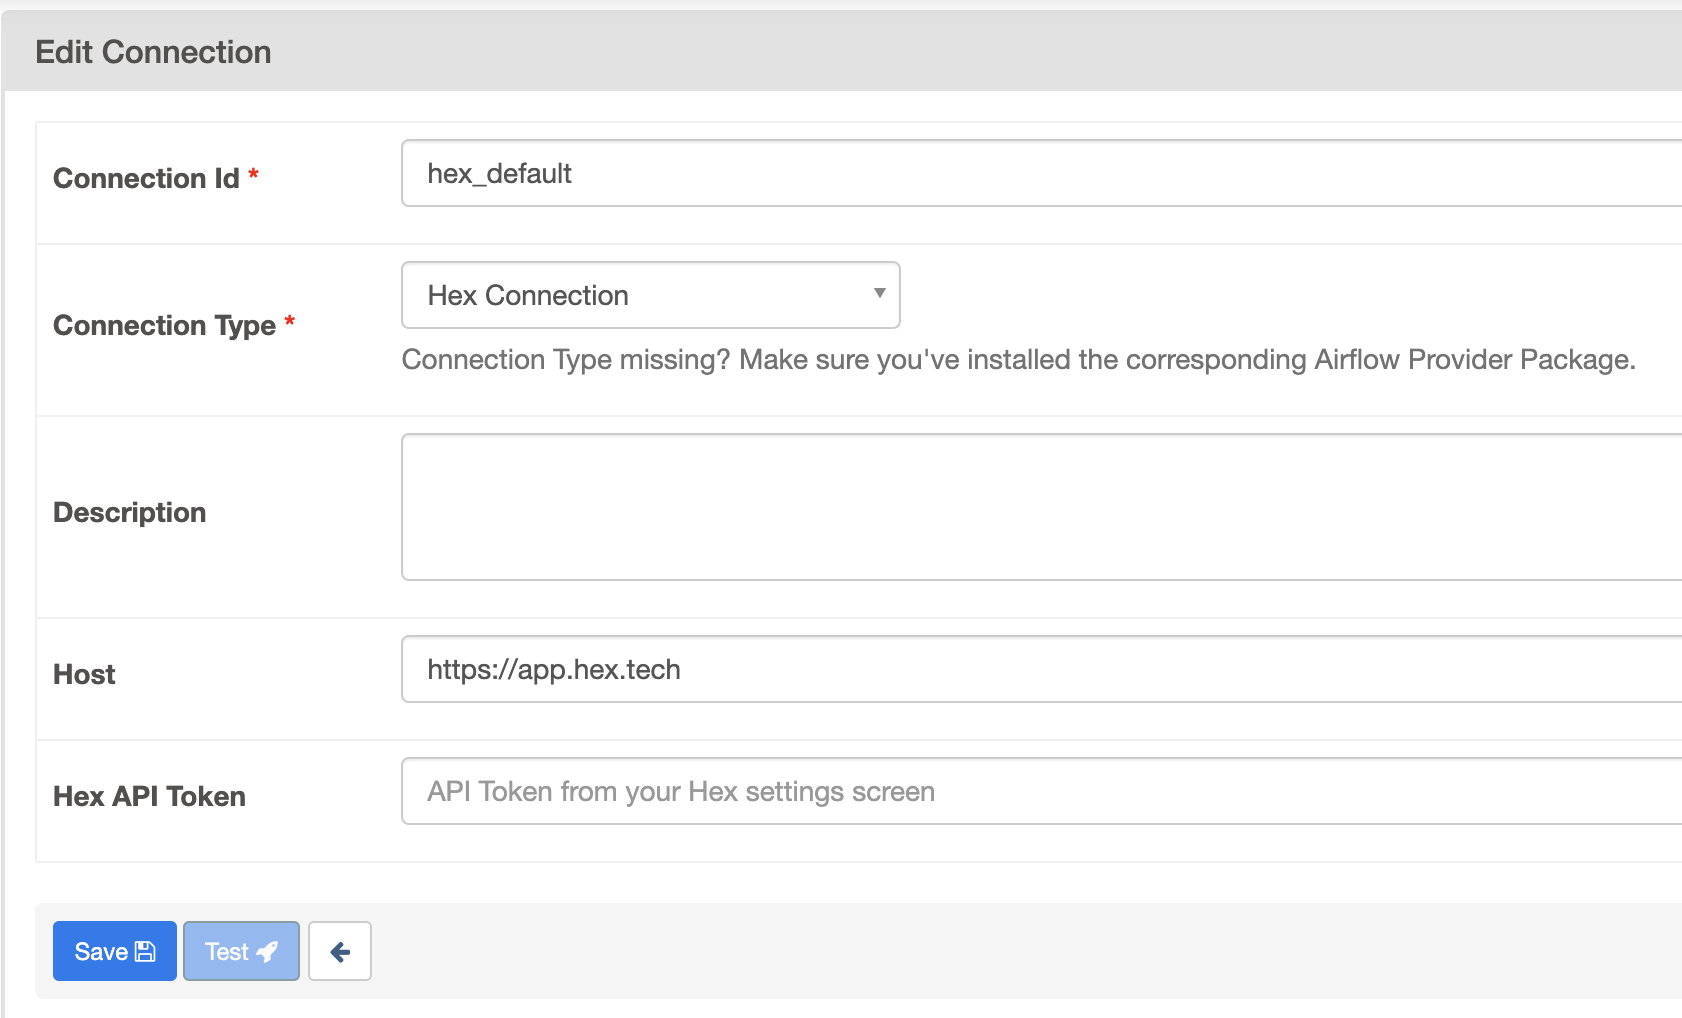 Edit Connection
Connection Id *
hex_default
Connection Type *
Hex Connection
Connection Type missing? Make sure you've installed the corresponding Airflow Provider Package.
Description
Host
https://app.hex.tech
Hex API Token
API Token from your Hex settings screen
Save
Test